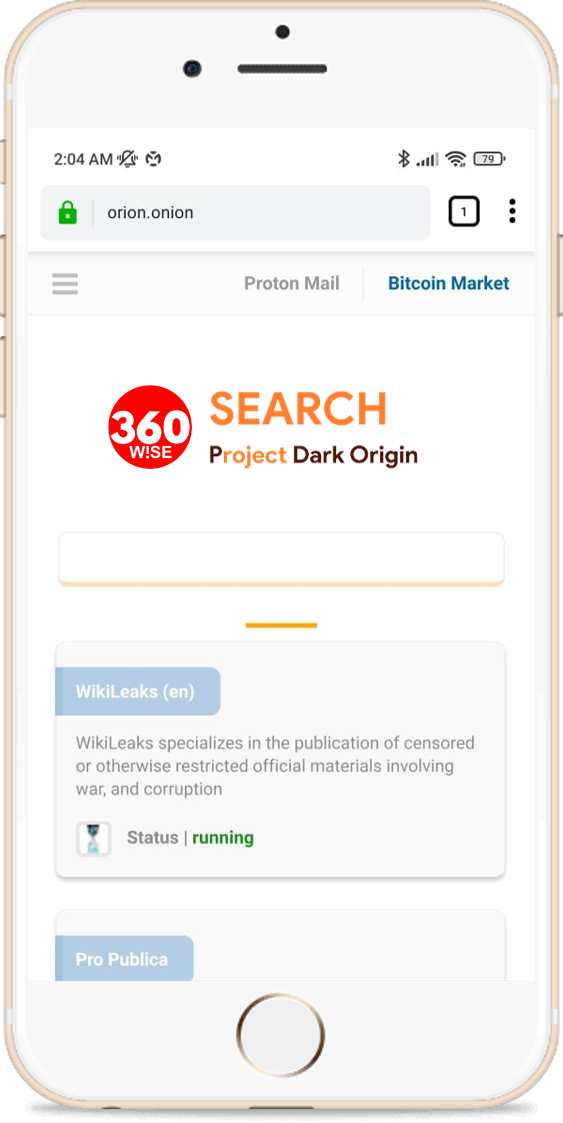 2:04 AM
79
orion.onion
1
Proton Mail
Bitcoin Market
360
W!SE
SEARCH
Project Dark Origin
WikiLeaks (en)
WikiLeaks specializes in the publication of censored
or otherwise restricted official materials involving
war, and corruption
Status | running
Pro Publica